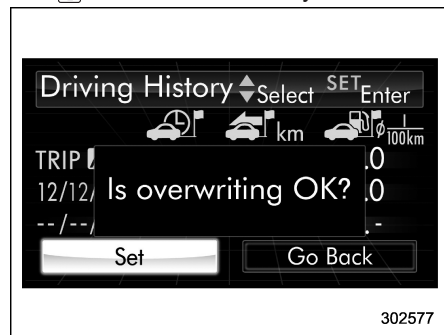 Driving History Select SET Enter
km l/100km
TRIP .0
12/12/ .0
--/--/ .-
Is overwriting OK?
Set Go Back
302577